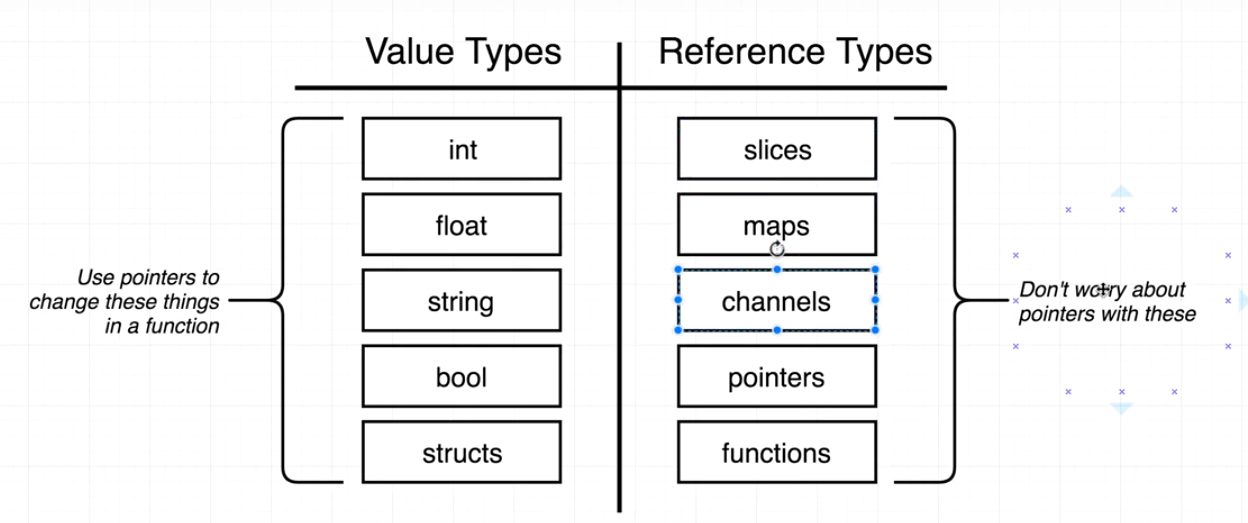 Value Types
Reference Types
int
slices
float
maps
string
channels
bool
pointers
structs
functions
Use pointers to
change these things
in a function
Don't worry about
pointers with these